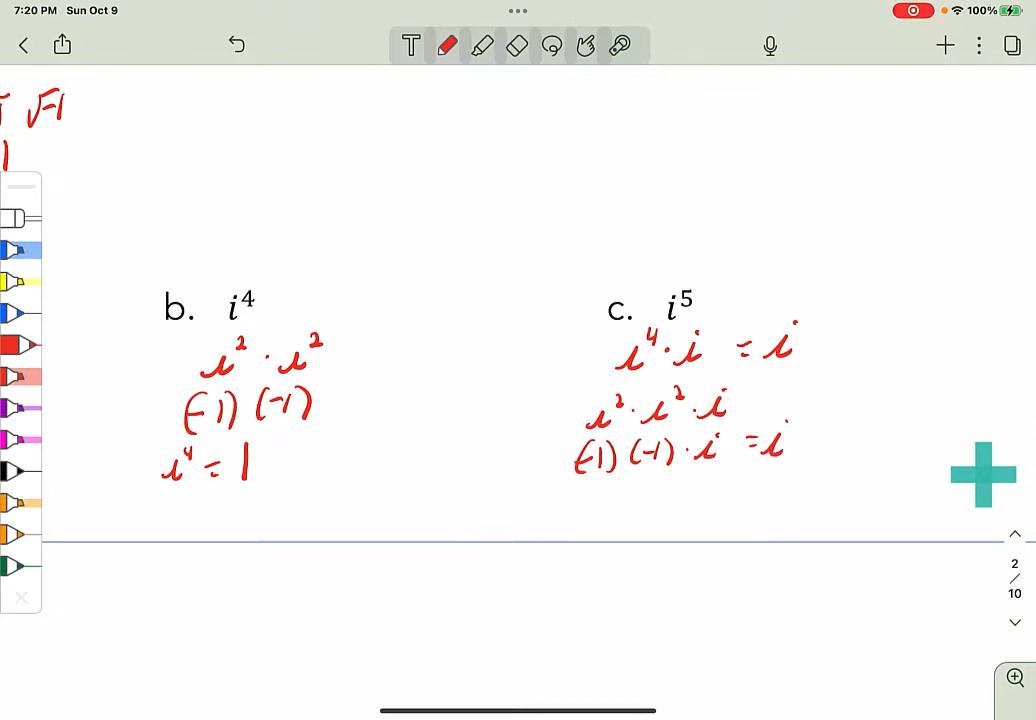 7:20 PM Sun Oct 9
100%
T
√-1
1
b. i⁴
i² · i²
(-1) (-1)
i⁴ = 1
c. i⁵
i⁴ · i = i
i² · i² · i
(-1) (-1) · i = i
2
/
10